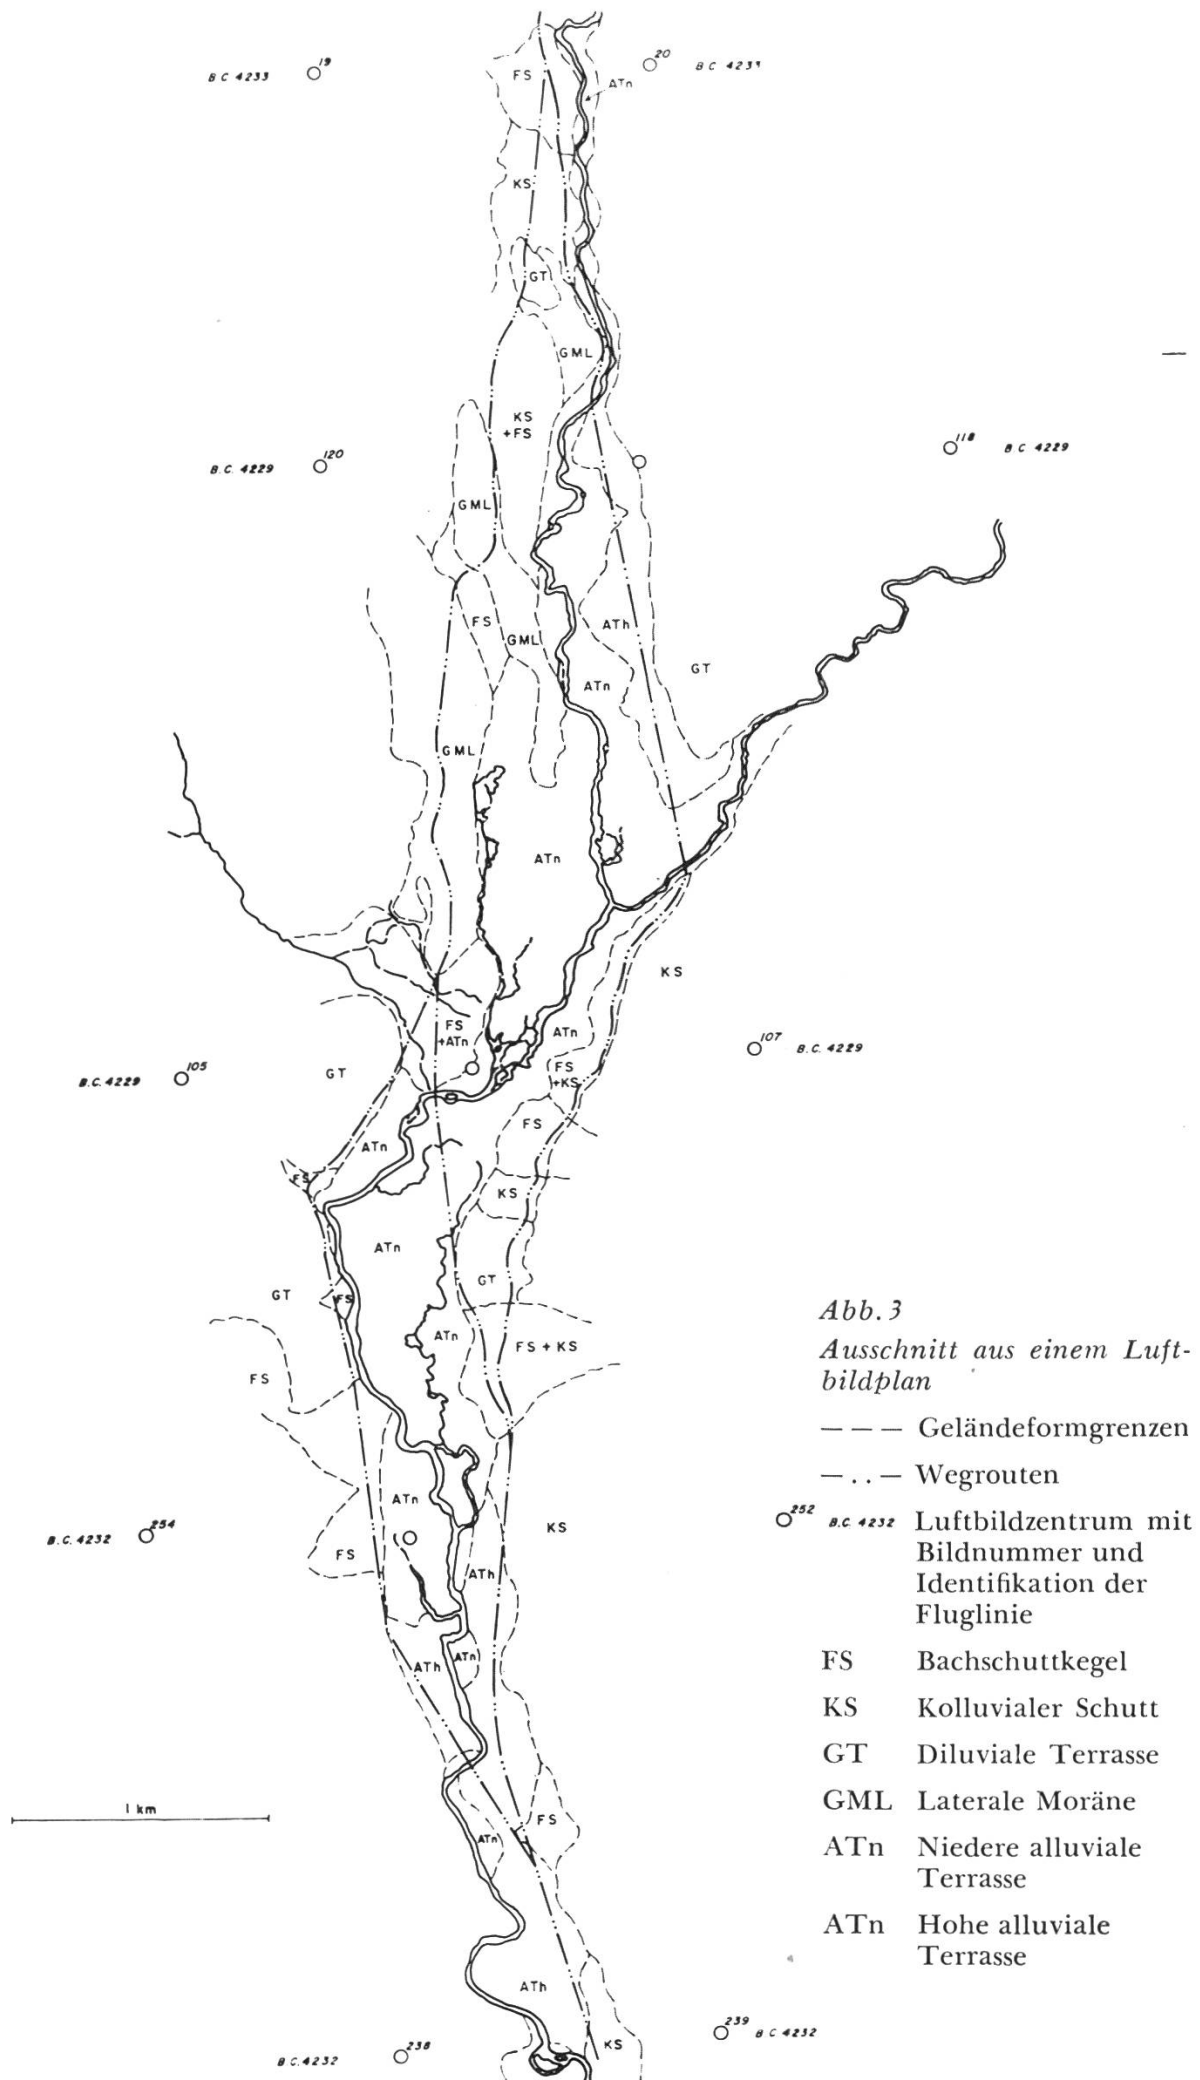 B.C. 4233 19
20 B.C. 4233
FS
ATn
KS
GT
GML
KS
+FS
B.C. 4229 120
118 B.C. 4229
GML
FS
GML
ATh
ATn
GT
GML
ATn
KS
FS
+ATn
ATn
107 B.C. 4229
B.C. 4229 105
GT
FS
+KS
FS
ATn
FS
KS
ATn
GT
GT
FS
ATn
FS + KS
FS
ATn
KS
B.C. 4232 254
FS
ATh
ATh
ATn
1 km
FS
ATn
ATh
KS
B.C. 4232 238
239 B.C. 4232
Abb. 3
Ausschnitt aus einem Luft-
bildplan
– – – Geländeformgrenzen
– . . – Wegrouten
252 B.C. 4232 Luftbildzentrum mit
Bildnummer und
Identifikation der
Fluglinie
FS Bachschuttkegel
KS Kolluvialer Schutt
GT Diluviale Terrasse
GML Laterale Moräne
ATn Niedere alluviale
Terrasse
ATn Hohe alluviale
Terrasse